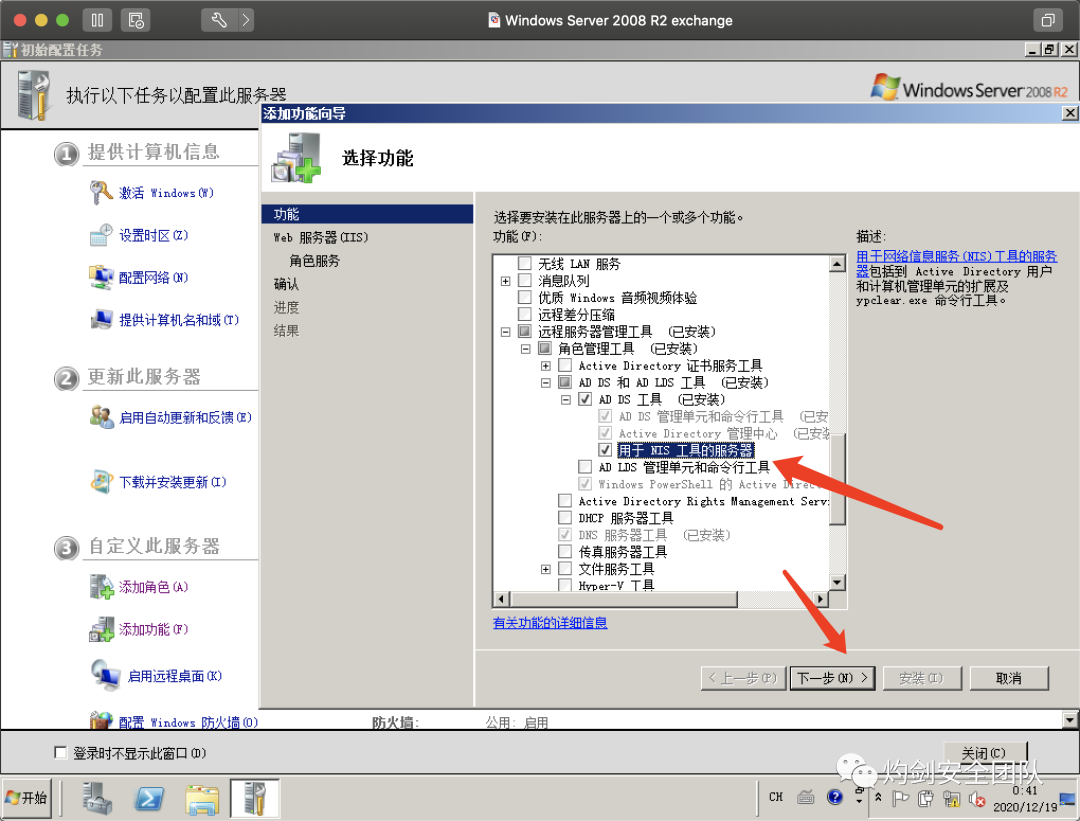 Windows Server 2008 R2 exchange
初始配置任务
执行以下任务以配置此服务器
Windows Server 2008 R2
添加功能向导
选择功能
1 提供计算机信息
激活 Windows(W)
设置时区(Z)
配置网络(N)
提供计算机名和域(T)
2 更新此服务器
启用自动更新和反馈(E)
下载并安装更新(I)
3 自定义此服务器
添加角色(A)
添加功能(F)
启用远程桌面(K)
配置 Windows 防火墙(O)
防火墙:
公用: 启用
功能
Web 服务器(IIS)
角色服务
确认
进度
结果
选择要安装在此服务器上的一个或多个功能。
功能(F):
无线 LAN 服务
消息队列
优质 Windows 音频视频体验
远程差分压缩
远程服务器管理工具 (已安装)
角色管理工具 (已安装)
Active Directory 证书服务工具
AD DS 和 AD LDS 工具 (已安装)
AD DS 工具 (已安装)
AD DS 管理单元和命令行工具 (已安
Active Directory 管理中心 (已安装
用于 NIS 工具的服务器
AD LDS 管理单元和命令行工具
Windows PowerShell 的 Active Direc
Active Directory Rights Management Serv
DHCP 服务器工具
DNS 服务器工具 (已安装)
传真服务器工具
文件服务工具
Hyper-V 工具
有关功能的详细信息
描述:
用于网络信息服务(NIS)工具的服务
器包括到 Active Directory 用户
和计算机管理单元的扩展及
ypclear.exe 命令行工具。
< 上一步(P)
下一步(N) >
安装(I)
取消
登录时不显示此窗口(D)
关闭(C)
灼剑安全团队
开始
CH
0:41
2020/12/19